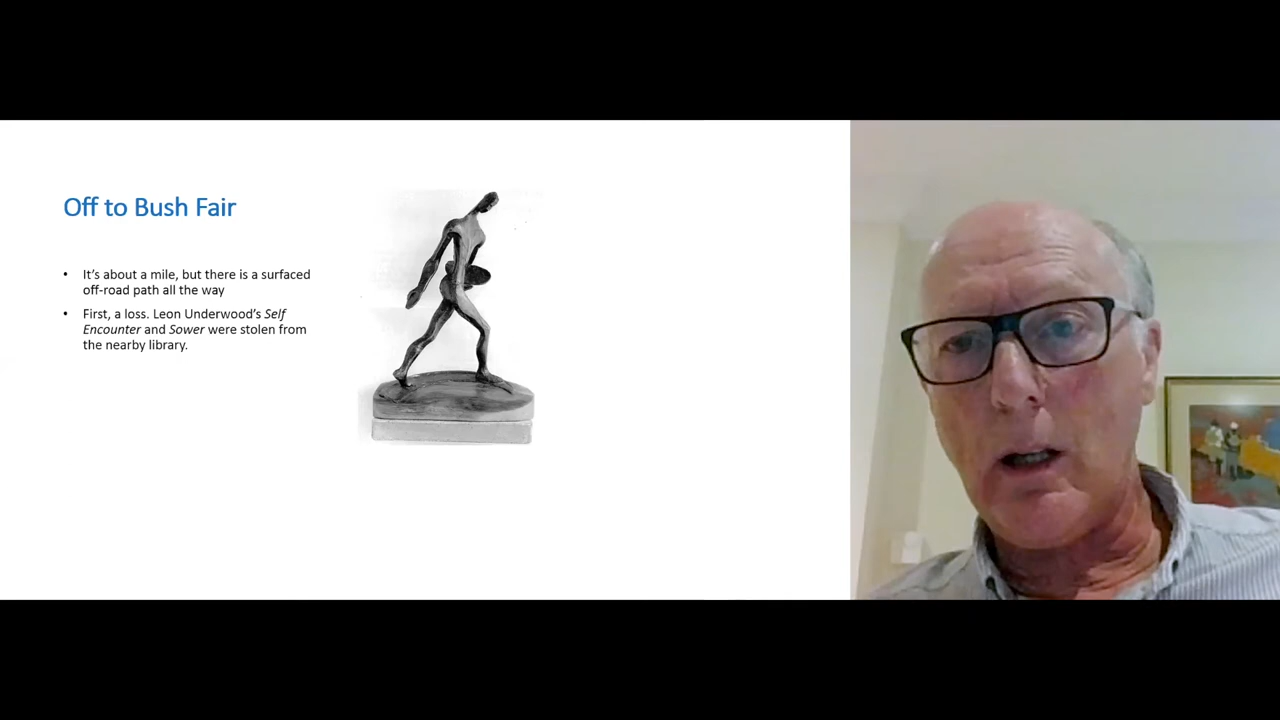 Off to Bush Fair
• It's about a mile, but there is a surfaced
off-road path all the way
• First, a loss. Leon Underwood's Self
Encounter and Sower were stolen from
the nearby library.